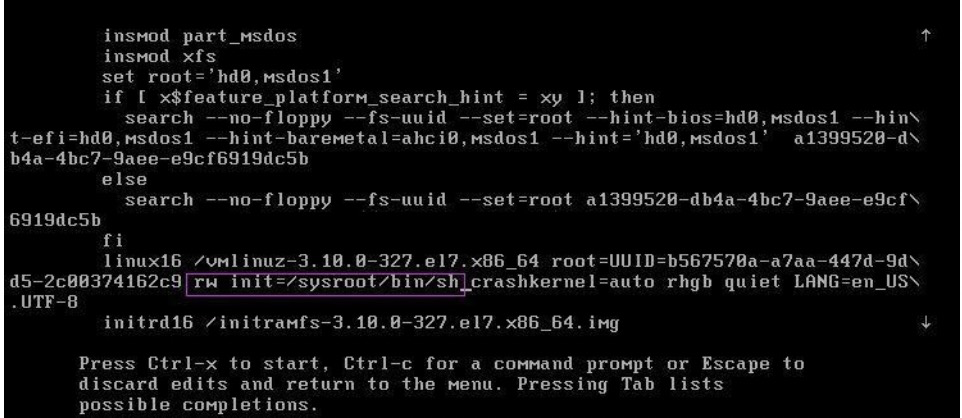 insmod part_msdos
insmod xfs
set root='hd0,msdos1'
if [ x$feature_platform_search_hint = xy ]; then
search --no-floppy --fs-uuid --set=root --hint-bios=hd0,msdos1 --hin\
t-efi=hd0,msdos1 --hint-baremetal=ahci0,msdos1 --hint='hd0,msdos1'  a1399520-d\
b4a-4bc7-9aee-e9cf6919dc5b
else
search --no-floppy --fs-uuid --set=root a1399520-db4a-4bc7-9aee-e9cf\
6919dc5b
fi
linux16 /vmlinuz-3.10.0-327.el7.x86_64 root=UUID=b567570a-a7aa-447d-9d\
d5-2c00374162c9 rw init=/sysroot/bin/sh crashkernel=auto rhgb quiet LANG=en_US\
.UTF-8
initrd16 /initramfs-3.10.0-327.el7.x86_64.img
Press Ctrl-x to start, Ctrl-c for a command prompt or Escape to
discard edits and return to the menu. Pressing Tab lists
possible completions.